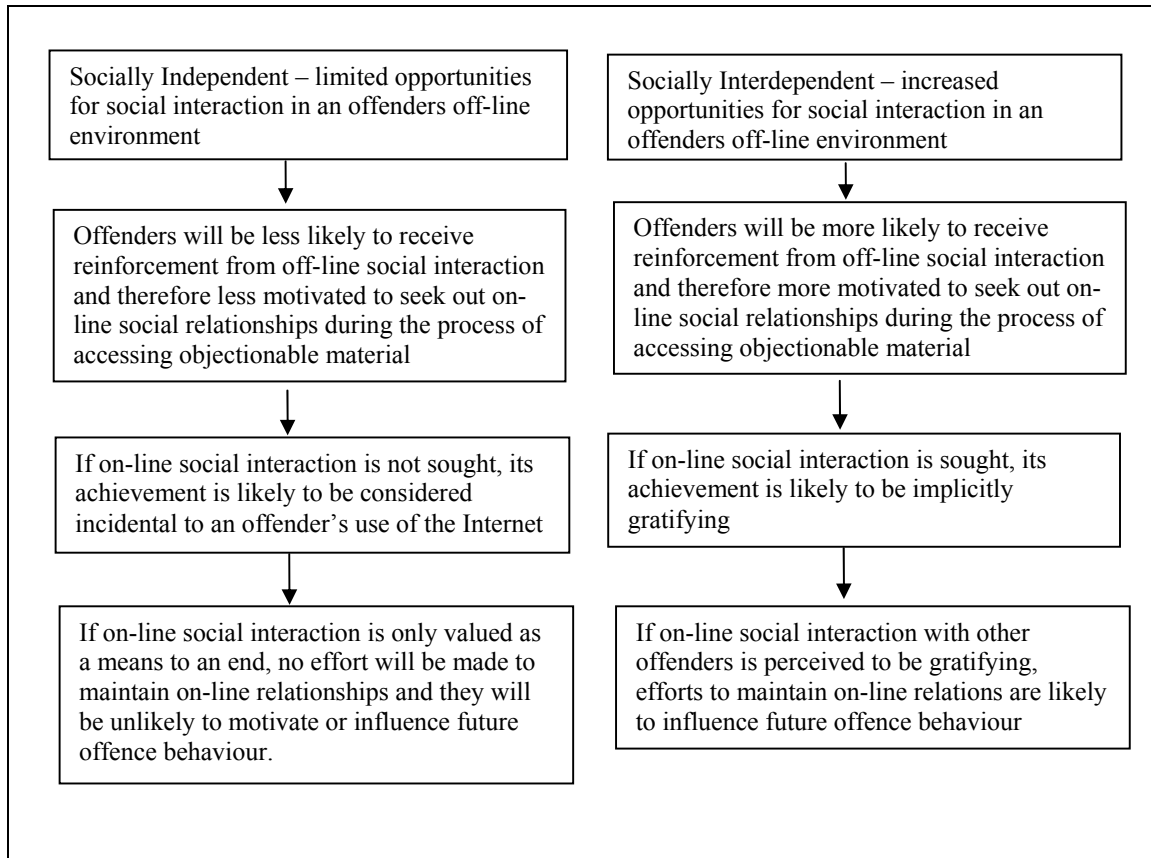 Socially Independent – limited opportunities
for social interaction in an offenders off-line
environment
Offenders will be less likely to receive
reinforcement from off-line social interaction
and therefore less motivated to seek out on-
line social relationships during the process of
accessing objectionable material
If on-line social interaction is not sought, its
achievement is likely to be considered
incidental to an offender’s use of the Internet
If on-line social interaction is only valued as
a means to an end, no effort will be made to
maintain on-line relationships and they will
be unlikely to motivate or influence future
offence behaviour.
Socially Interdependent – increased
opportunities for social interaction in an
offenders off-line environment
Offenders will be more likely to receive
reinforcement from off-line social interaction
and therefore more motivated to seek out on-
line social relationships during the process of
accessing objectionable material
If on-line social interaction is sought, its
achievement is likely to be implicitly
gratifying
If on-line social interaction with other
offenders is perceived to be gratifying,
efforts to maintain on-line relations are likely
to influence future offence behaviour